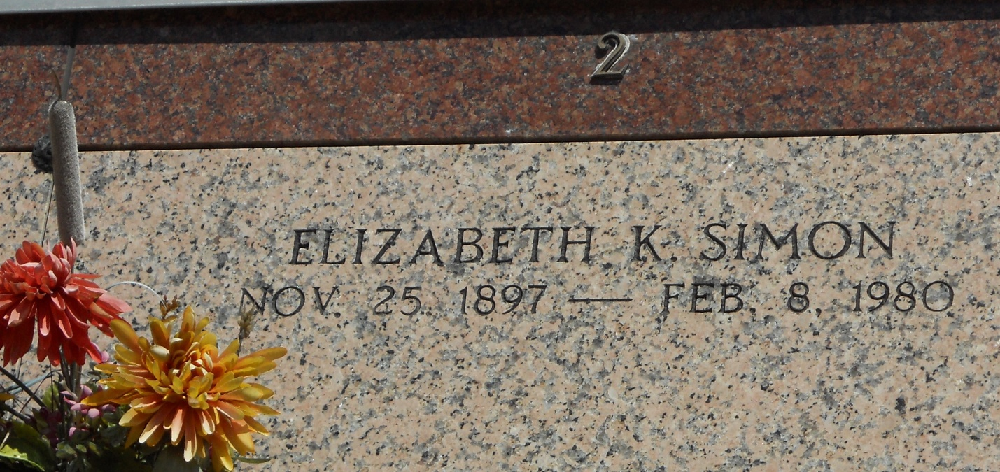 2
ELIZABETH K. SIMON
NOV. 25. 1897 — FEB. 8, 1980